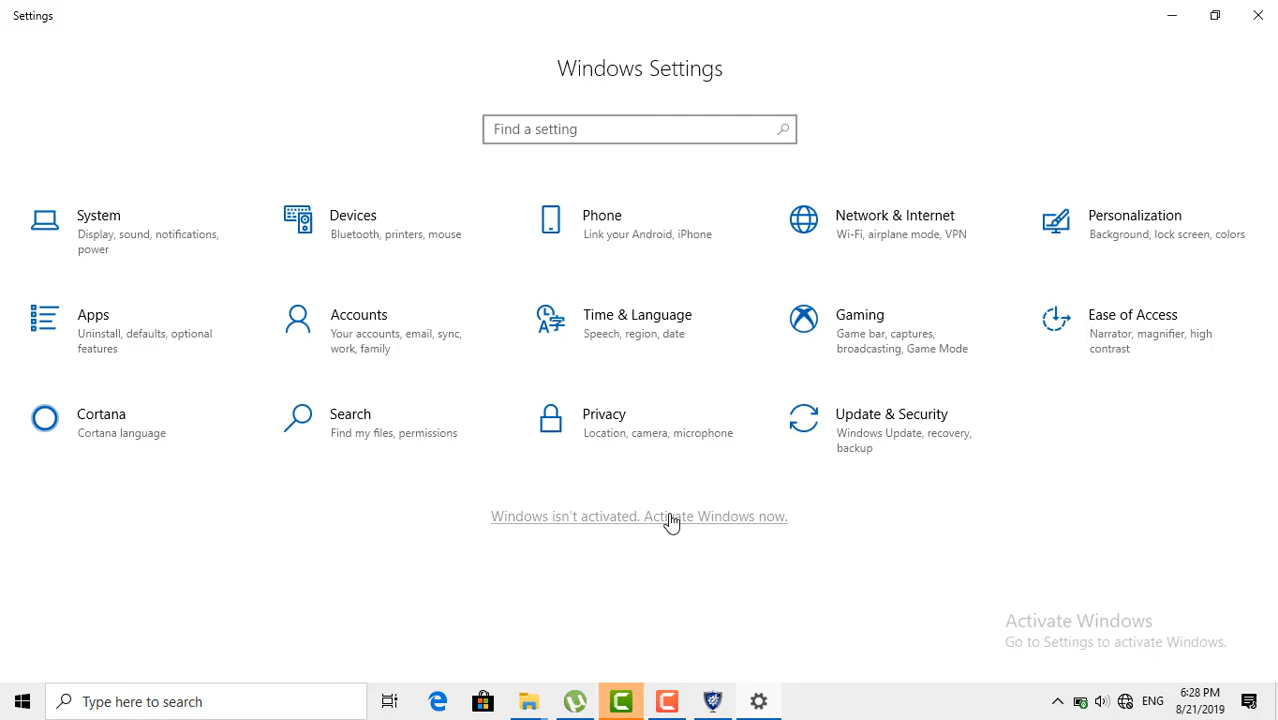 Settings
Windows Settings
Find a setting
System
Display, sound, notifications,
power
Devices
Bluetooth, printers, mouse
Phone
Link your Android, iPhone
Network & Internet
Wi-Fi, airplane mode, VPN
Personalization
Background, lock screen, colors
Apps
Uninstall, defaults, optional
features
Accounts
Your accounts, email, sync,
work, family
Time & Language
Speech, region, date
Gaming
Game bar, captures,
broadcasting, Game Mode
Ease of Access
Narrator, magnifier, high
contrast
Cortana
Cortana language
Search
Find my files, permissions
Privacy
Location, camera, microphone
Update & Security
Windows Update, recovery,
backup
Windows isn't activated. Activate Windows now.
Activate Windows
Go to Settings to activate Windows.
Type here to search
ENG
6:28 PM
8/21/2019